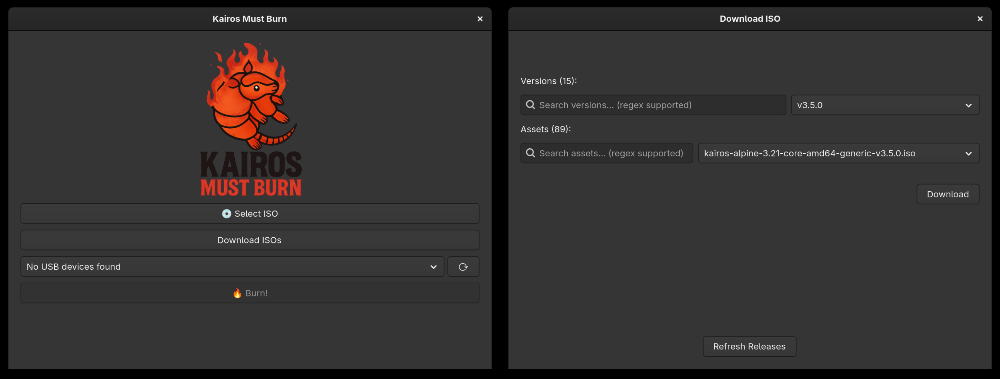 Kairos Must Burn
KAIROS
MUST BURN
Select ISO
Download ISOs
No USB devices found
Burn!
Download ISO
Versions (15):
Search versions... (regex supported)
v3.5.0
Assets (89):
Search assets... (regex supported)
kairos-alpine-3.21-core-amd64-generic-v3.5.0.iso
Download
Refresh Releases